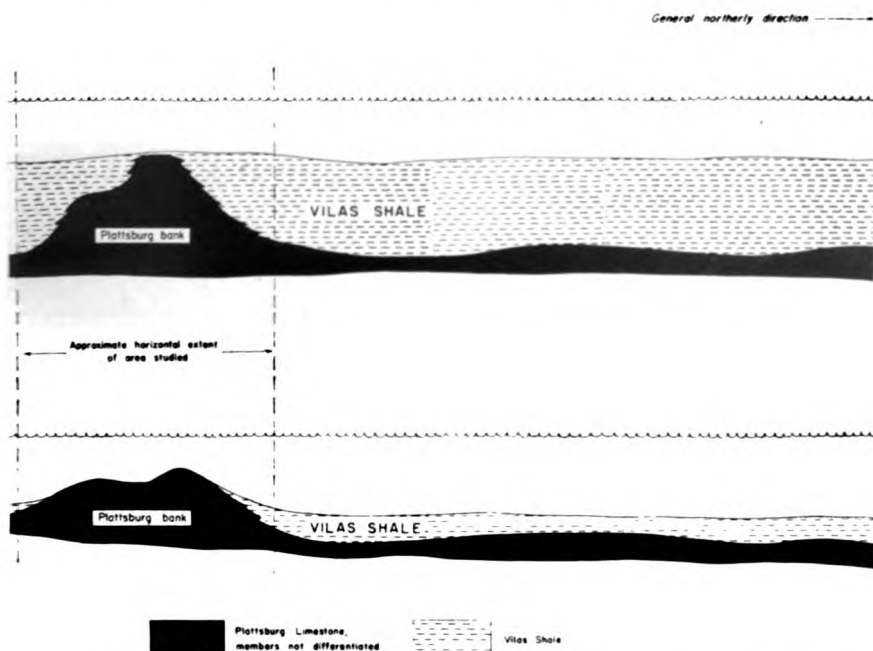 General northerly direction
VILAS SHALE
Plattsburg bank
Approximate horizontal extent
of area studied
Plattsburg bank
VILAS SHALE
Plattsburg Limestone,
members not differentiated
Vilas Shale